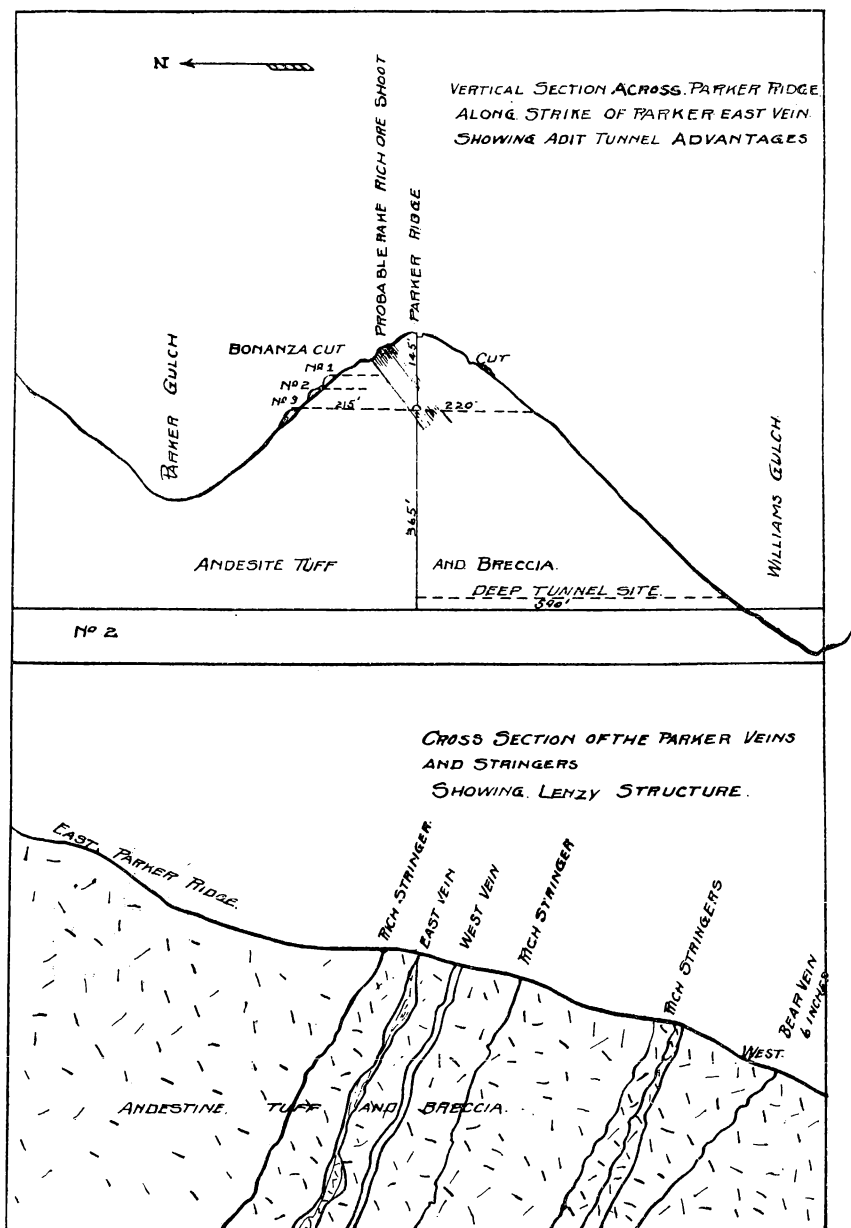 N
VERTICAL SECTION ACROSS PARKER RIDGE
ALONG STRIKE OF PARKER EAST VEIN
SHOWING ADIT TUNNEL ADVANTAGES
PROBABLE RAKE RICH ORE SHOOT
PARKER RIDGE
BONANZA CUT
Nº 1
Nº 2
Nº 3
145'
CUT
215'
220'
PARKER GULCH
WILLIAMS GULCH
365'
ANDESITE TUFF AND BRECCIA.
DEEP TUNNEL SITE.
590'
Nº 2
CROSS SECTION OF THE PARKER VEINS
AND STRINGERS
SHOWING LENZY STRUCTURE.
EAST PARKER RIDGE.
RICH STRINGER.
EAST VEIN
WEST VEIN
RICH STRINGER
RICH STRINGERS
WEST.
BEAR VEIN
6 INCHES
ANDESTINE TUFF AND BRECCIA.